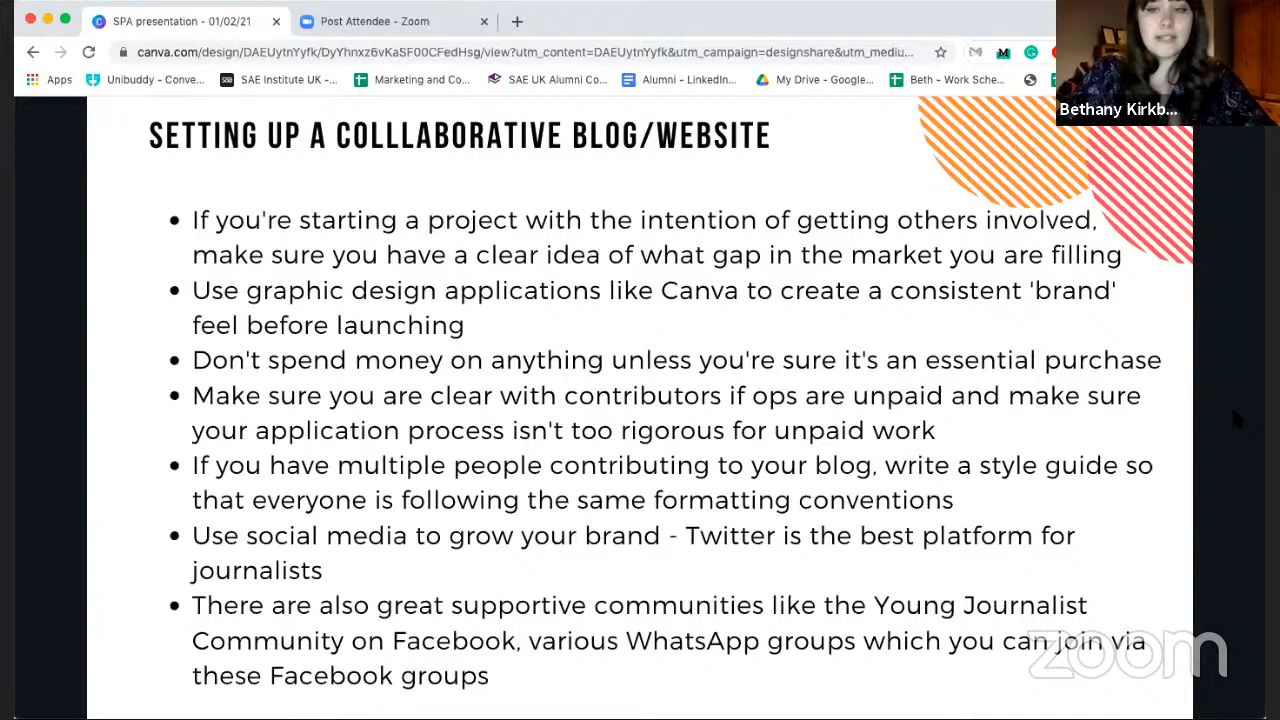 SPA presentation - 01/02/21
Post Attendee - Zoom
canva.com/design/DAEUytnYyfk/DyYhnxz6vKaSF00CFedHsg/view?utm_content=DAEUytnYyfk&utm_campaign=designshare&utm_mediu...
Apps
Unibuddy - Conve...
SAE Institute UK -...
Marketing and Co...
SAE UK Alumni Co...
Alumni - LinkedIn...
My Drive - Google...
Beth - Work Sche...
Bethany Kirkb...
SETTING UP A COLLLABORATIVE BLOG/WEBSITE
• If you're starting a project with the intention of getting others involved,
make sure you have a clear idea of what gap in the market you are filling
• Use graphic design applications like Canva to create a consistent 'brand'
feel before launching
• Don't spend money on anything unless you're sure it's an essential purchase
• Make sure you are clear with contributors if ops are unpaid and make sure
your application process isn't too rigorous for unpaid work
• If you have multiple people contributing to your blog, write a style guide so
that everyone is following the same formatting conventions
• Use social media to grow your brand - Twitter is the best platform for
journalists
• There are also great supportive communities like the Young Journalist
Community on Facebook, various WhatsApp groups which you can join via
these Facebook groups
zoom